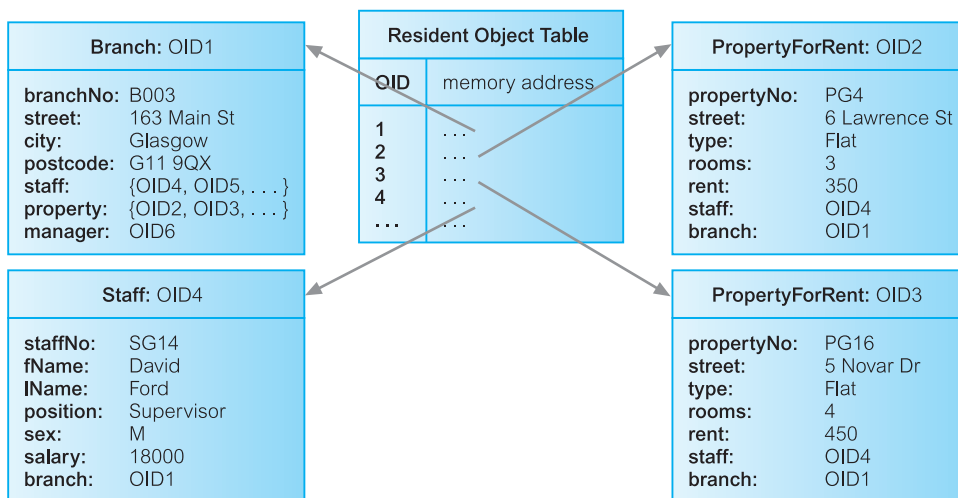 Branch: OID1
branchNo: B003
street: 163 Main St
city: Glasgow
postcode: G11 9QX
staff: {OID4, OID5, . . . }
property: {OID2, OID3, . . . }
manager: OID6
Resident Object Table
OID memory address
1 . . .
2 . . .
3 . . .
4 . . .
. . . . . .
PropertyForRent: OID2
propertyNo: PG4
street: 6 Lawrence St
type: Flat
rooms: 3
rent: 350
staff: OID4
branch: OID1
Staff: OID4
staffNo: SG14
fName: David
lName: Ford
position: Supervisor
sex: M
salary: 18000
branch: OID1
PropertyForRent: OID3
propertyNo: PG16
street: 5 Novar Dr
type: Flat
rooms: 4
rent: 450
staff: OID4
branch: OID1